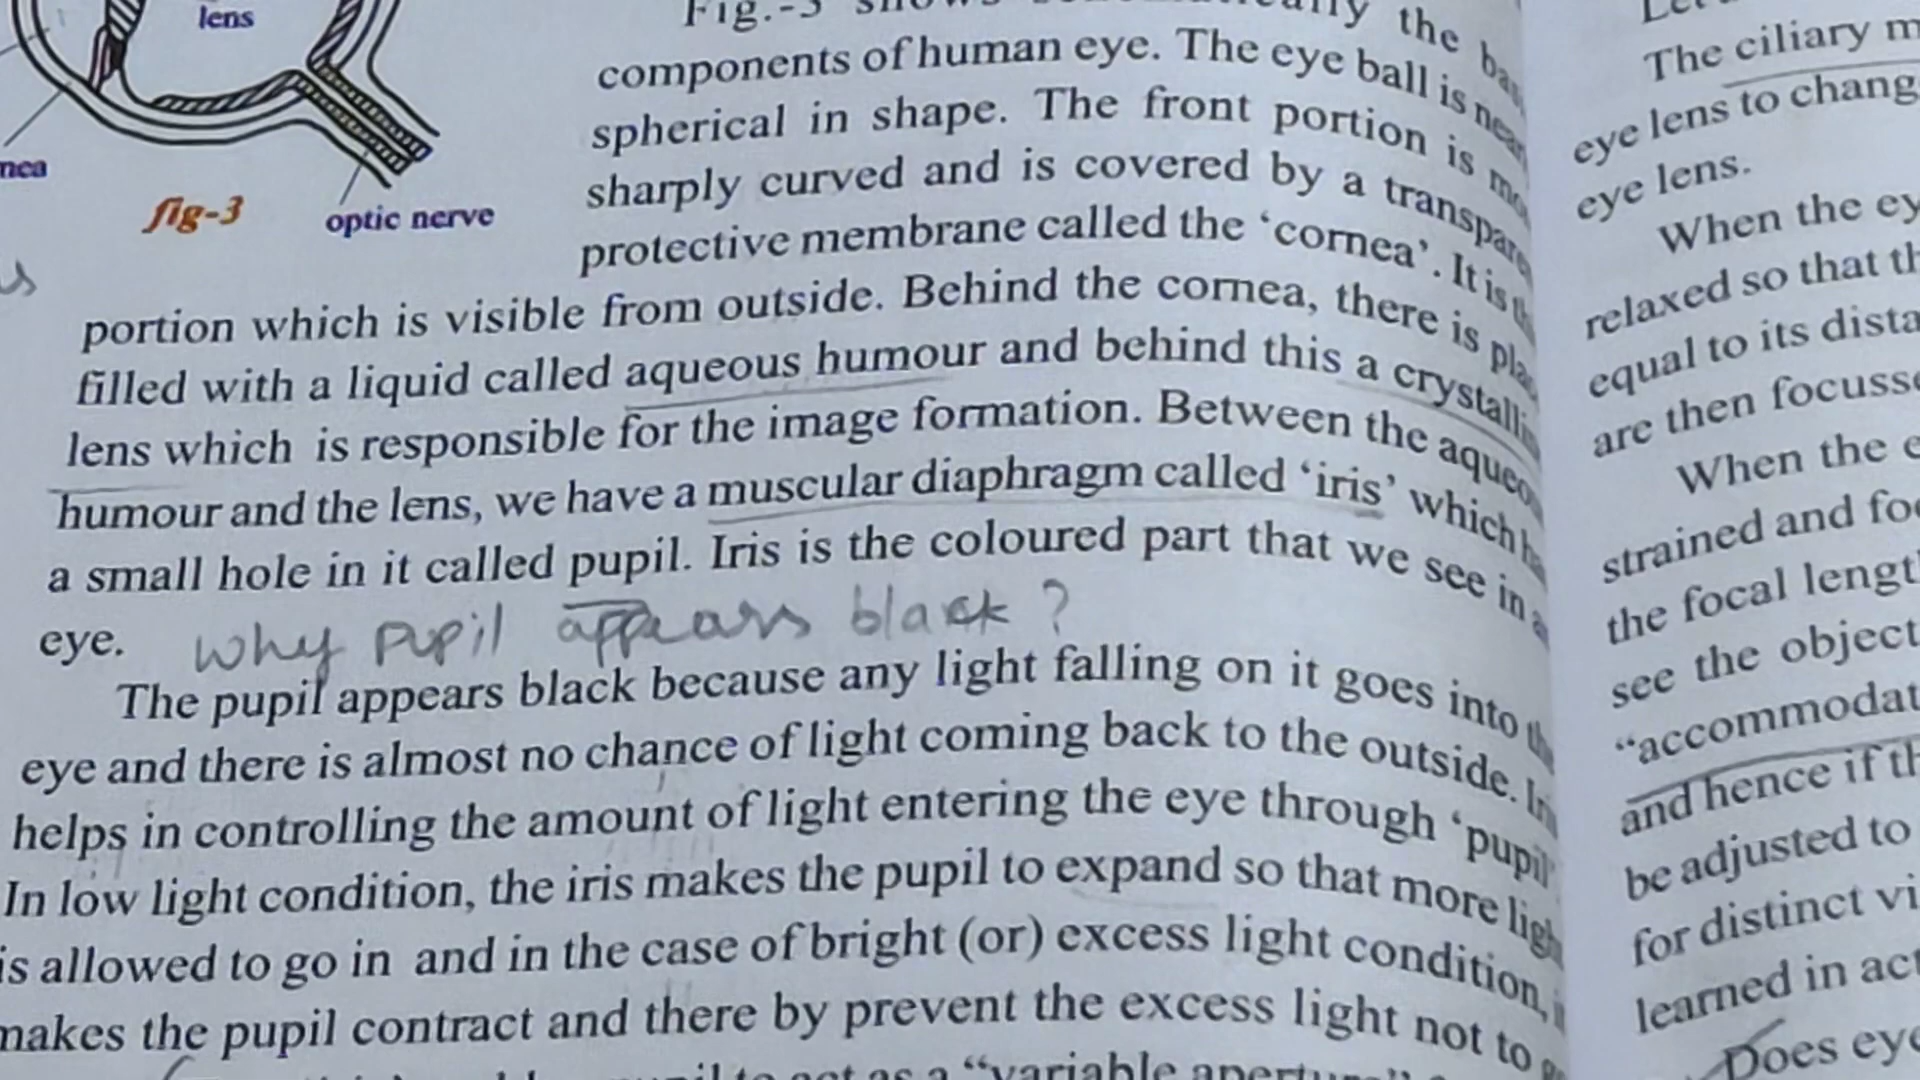 lens
fig-3
optic nerve
Fig.-3 the
components of human eye. The eye ball is
spherical in shape. The front portion is
sharply curved and is covered by a
protective membrane called the ‘cornea’. It is
portion which is visible from outside. Behind the cornea, there is
filled with a liquid called aqueous humour and behind this a
lens which is responsible for the image formation. Between the
humour and the lens, we have a muscular diaphragm called ‘iris’ which
a small hole in it called pupil. Iris is the coloured part that we see in
eye.
why pupil appears black?
The pupil appears black because any light falling on it goes into
eye and there is almost no chance of light coming back to the outside.
helps in controlling the amount of light entering the eye through ‘pupil’
In low light condition, the iris makes the pupil to expand so that more
is allowed to go in and in the case of bright (or) excess light condition,
makes the pupil contract and there by prevent the excess light not to
to act as a “variable aperture”
The ciliary
eye lens to
eye lens.
When the
relaxed so that
equal to its
are then
When the
strained and
the focal
see the
and hence if
be adjusted to
for distinct
learned in
Does